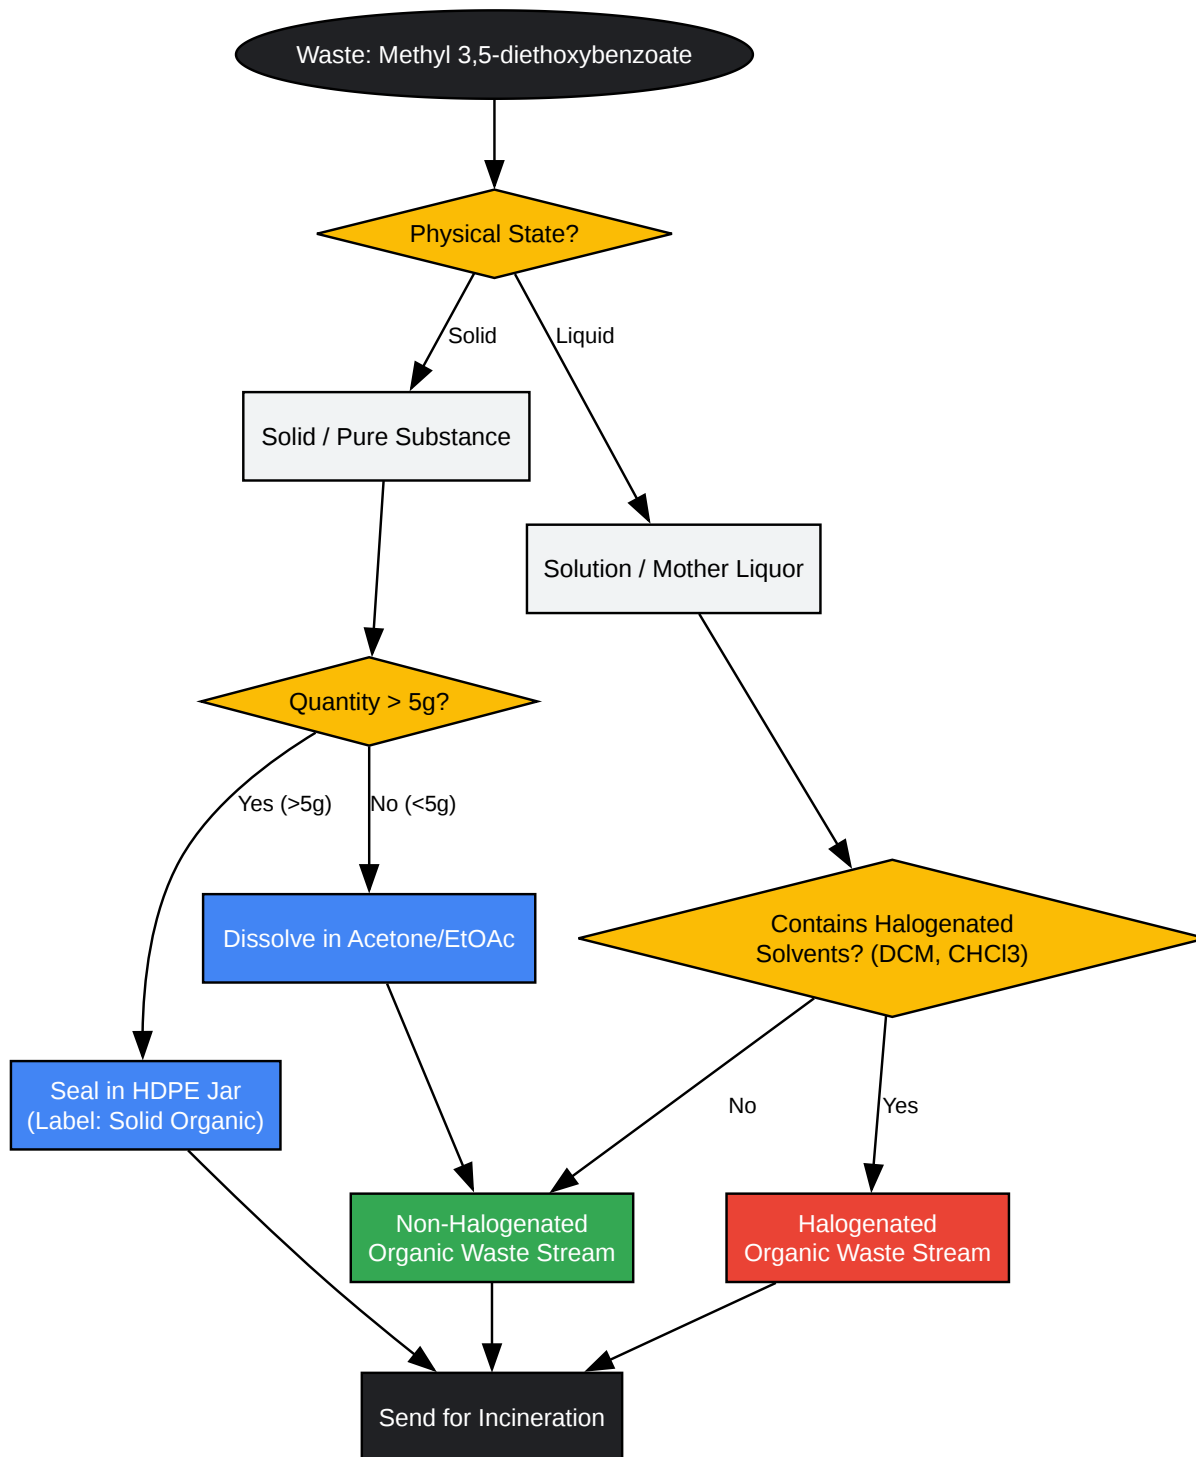 Waste: Methyl 3,5-diethoxybenzoate
Physical State?
Solid
Liquid
Solid / Pure Substance
Solution / Mother Liquor
Quantity > 5g?
Yes (>5g)
No (<5g)
Dissolve in Acetone/EtOAc
Contains Halogenated
Solvents? (DCM, CHCl3)
Seal in HDPE Jar
(Label: Solid Organic)
No
Yes
Non-Halogenated
Organic Waste Stream
Halogenated
Organic Waste Stream
Send for Incineration